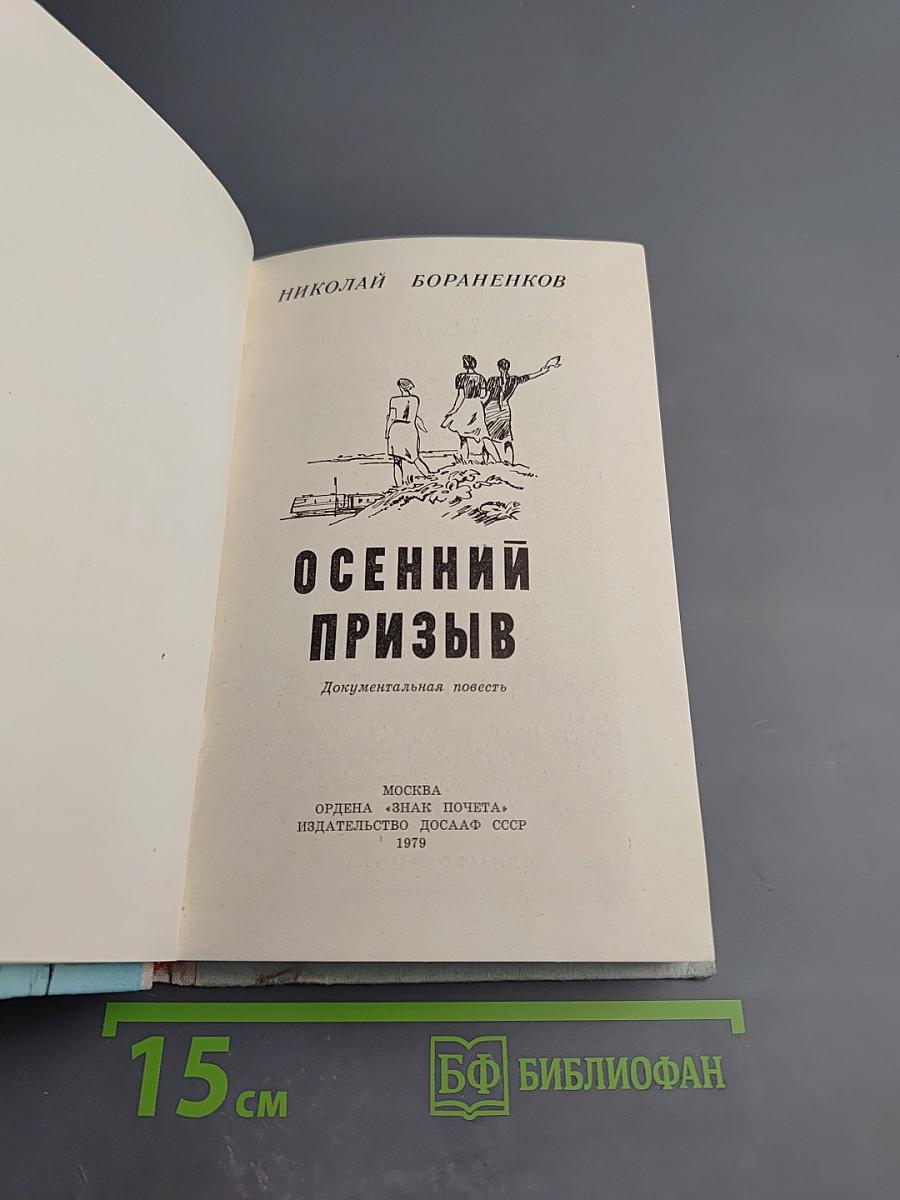 НИКОЛАЙ БОРАНЕНКОВ
ОСЕННИЙ
ПРИЗЫВ
Документальная повесть
МОСКВА
ОРДЕНА «ЗНАК ПОЧЕТА»
ИЗДАТЕЛЬСТВО ДОСААФ СССР
1979
15 см
БФ БИБЛИОФАН